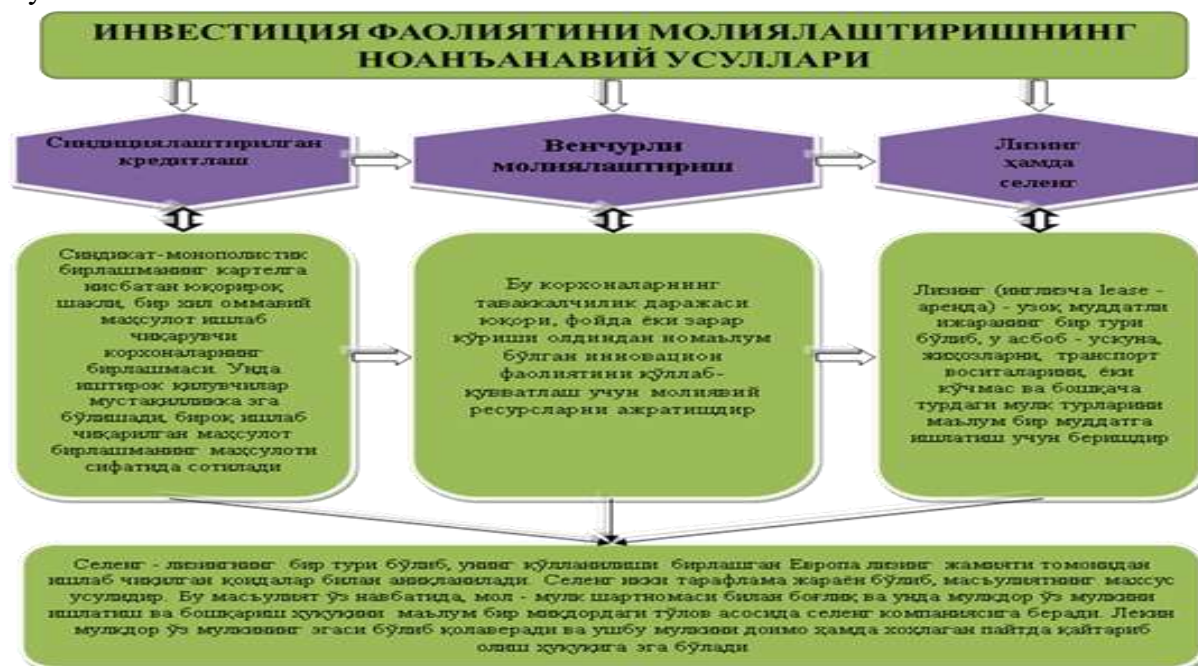 ИНВЕСТИЦИЯ ФАОЛИЯТИНИ МОЛИЯЛАШТИРИШНИНГ
НОАНЪАНАВИЙ УСУЛЛАРИ
Синдициялаштирилган
кредитлаш
Венчурли
молиялаштириш
Лизинг
ҳамда
селенг
Синдикат-монополистик
бирлашманинг картелга
нисбатан юқорироқ
шакли, бир хил оммавий
маҳсулот ишлаб
чиқарувчи
корхоналарнинг
бирлашмаси. Унда
иштирок қилувчилар
мустақилликка эга
бўлишади, бироқ ишлаб
чиқарилган маҳсулот
бирлашманинг маҳсулоти
сифатида сотилади
Бу корхоналарнинг
таваккалчилик даражаси
юқори, фойда ёки зарар
кўриши олдиндан номаълум
бўлган инновацион
фаолиятини қўллаб-
қувватлаш учун молиявий
ресурсларни ажратишдир
Лизинг (инглизча lease -
аренда) - узоқ муддатли
ижаранинг бир тури
бўлиб, у асбоб - ускуна,
жиҳозларни, транспорт
воситаларини, ёки
кўчмас ва бошқача
турдаги мулк турларини
маълум бир муддатга
ишлатиш учун беришдир
Селенг - лизингнинг бир тури бўлиб, унинг қўлланилиши бирлашган Европа лизинг жамияти томонидан
ишлаб чиқилган қоидалар билан аниқланилади. Селенг икки тарафлама жараён бўлиб, масъулиятнинг махсус
усулидир. Бу масъулият ўз навбатида, мол - мулк шартномаси билан боғлиқ ва унда мулкдор ўз мулкини
ишлатиш ва бошқариш ҳуқуқини маълум бир миқдордаги тўлов асосида селенг компаниясига беради. Лекин
мулкдор ўз мулкининг эгаси бўлиб қолаверади ва ушбу мулкини доимо ҳамда хоҳлаган пайтда қайтариб
олиш ҳуқуқига эга бўлади